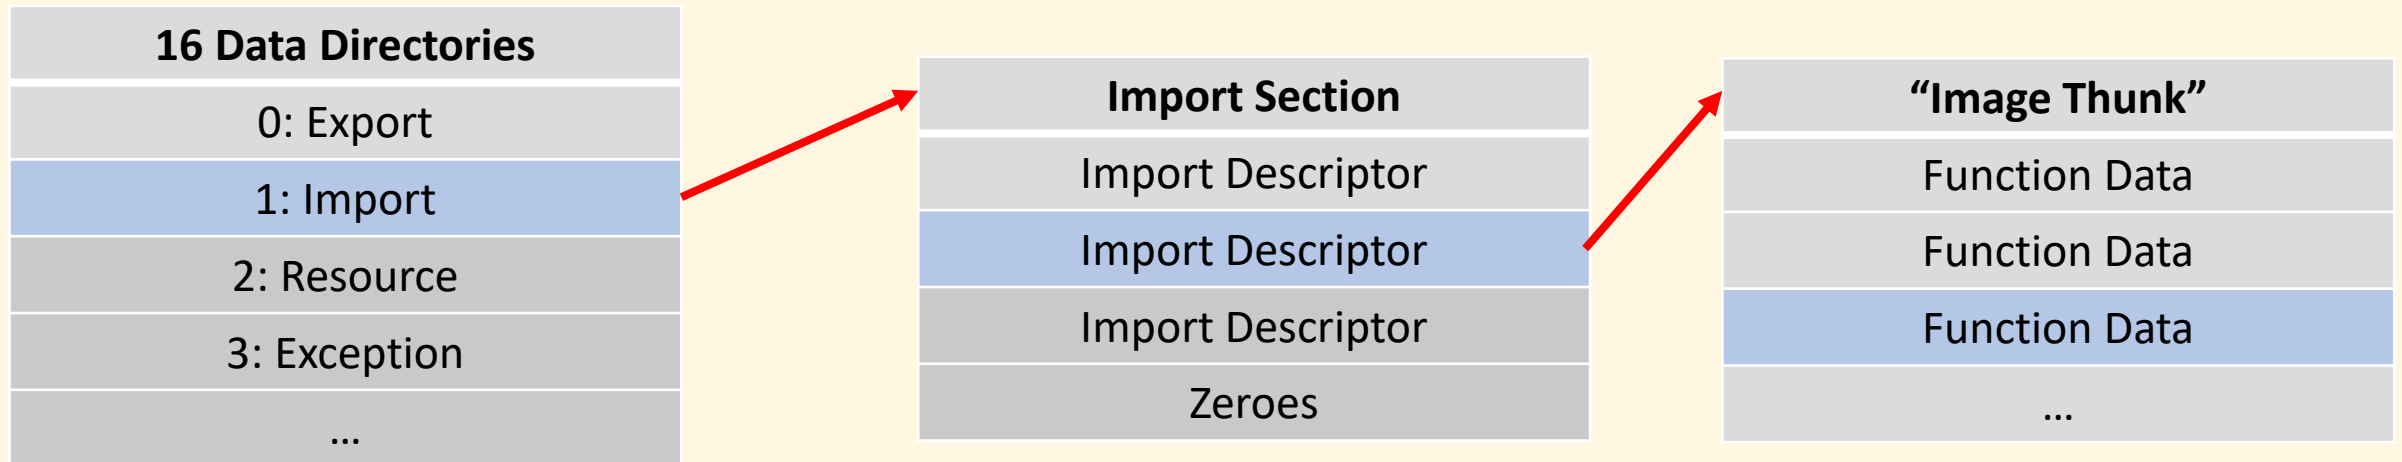 16 Data Directories
0: Export
1: Import
2: Resource
3: Exception
...
Import Section
Import Descriptor
Import Descriptor
Import Descriptor
Zeroes
“Image Thunk”
Function Data
Function Data
Function Data
...